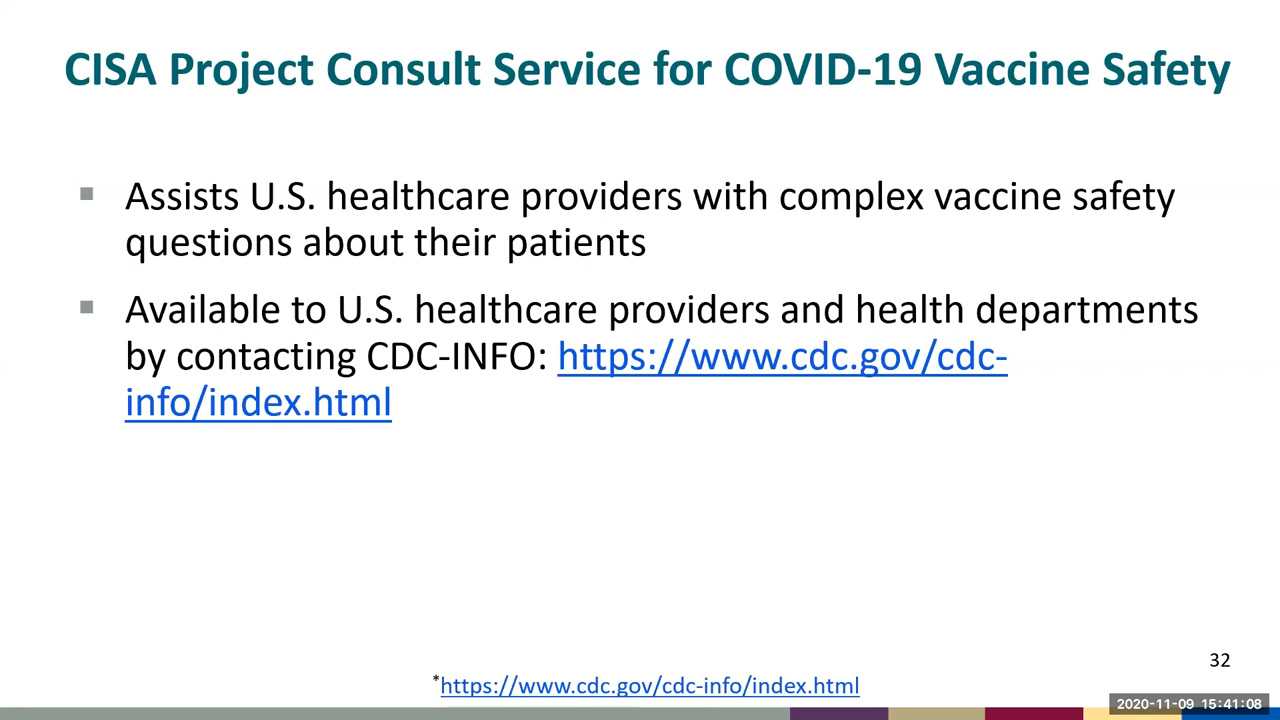 CISA Project Consult Service for COVID-19 Vaccine Safety
▪ Assists U.S. healthcare providers with complex vaccine safety
questions about their patients
▪ Available to U.S. healthcare providers and health departments
by contacting CDC-INFO: https://www.cdc.gov/cdc-
info/index.html
32
*https://www.cdc.gov/cdc-info/index.html
2020-11-09 15:41:08